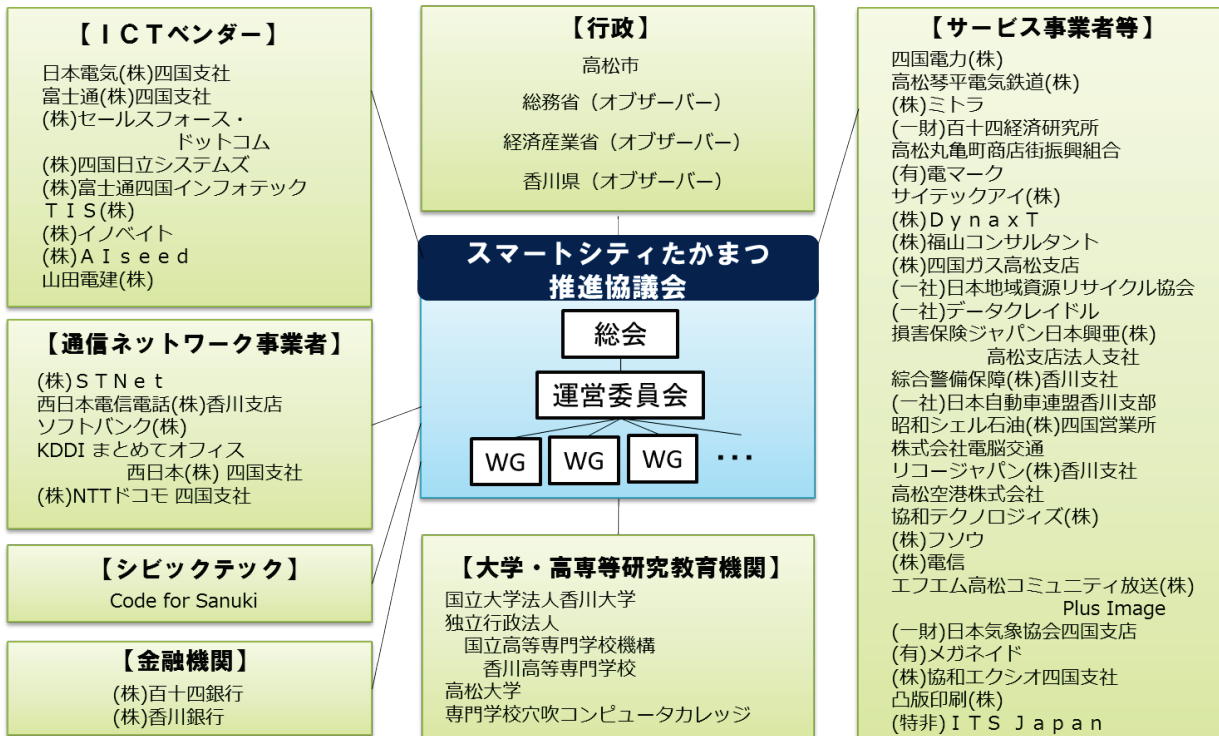 【ＩＣＴベンダー】
日本電気(株)四国支社
富士通(株)四国支社
(株)セールスフォース・
ドットコム
(株)四国日立システムズ
(株)富士通四国インフォテック
ＴＩＳ(株)
(株)イノベイト
(株)ＡＩｓｅｅｄ
山田電建(株)
【通信ネットワーク事業者】
(株)ＳＴＮｅｔ
西日本電信電話(株)香川支店
ソフトバンク(株)
KDDI まとめてオフィス
西日本(株) 四国支社
(株)NTTドコモ 四国支社
【シビックテック】
Code for Sanuki
【金融機関】
(株)百十四銀行
(株)香川銀行
【行政】
高松市
総務省（オブザーバー）
経済産業省（オブザーバー）
香川県（オブザーバー）
スマートシティたかまつ
推進協議会
総会
運営委員会
WG WG WG ･･･
【大学・高専等研究教育機関】
国立大学法人香川大学
独立行政法人
国立高等専門学校機構
香川高等専門学校
高松大学
専門学校穴吹コンピュータカレッジ
【サービス事業者等】
四国電力(株)
高松琴平電気鉄道(株)
(株)ミトラ
(一財)百十四経済研究所
高松丸亀町商店街振興組合
(有)電マーク
サイテックアイ(株)
(株)ＤｙｎａｘＴ
(株)福山コンサルタント
(株)四国ガス高松支店
(一社)日本地域資源リサイクル協会
(一社)データクレイドル
損害保険ジャパン日本興亜(株)
高松支店法人支社
綜合警備保障(株)香川支社
(一社)日本自動車連盟香川支部
昭和シェル石油(株)四国営業所
株式会社電脳交通
リコージャパン(株)香川支社
高松空港株式会社
協和テクノロジィズ(株)
(株)フソウ
(株)電信
エフエム高松コミュニティ放送(株)
Plus Image
(一財)日本気象協会四国支店
(有)メガネイド
(株)協和エクシオ四国支社
凸版印刷(株)
(特非)ＩＴＳ Ｊａｐａｎ